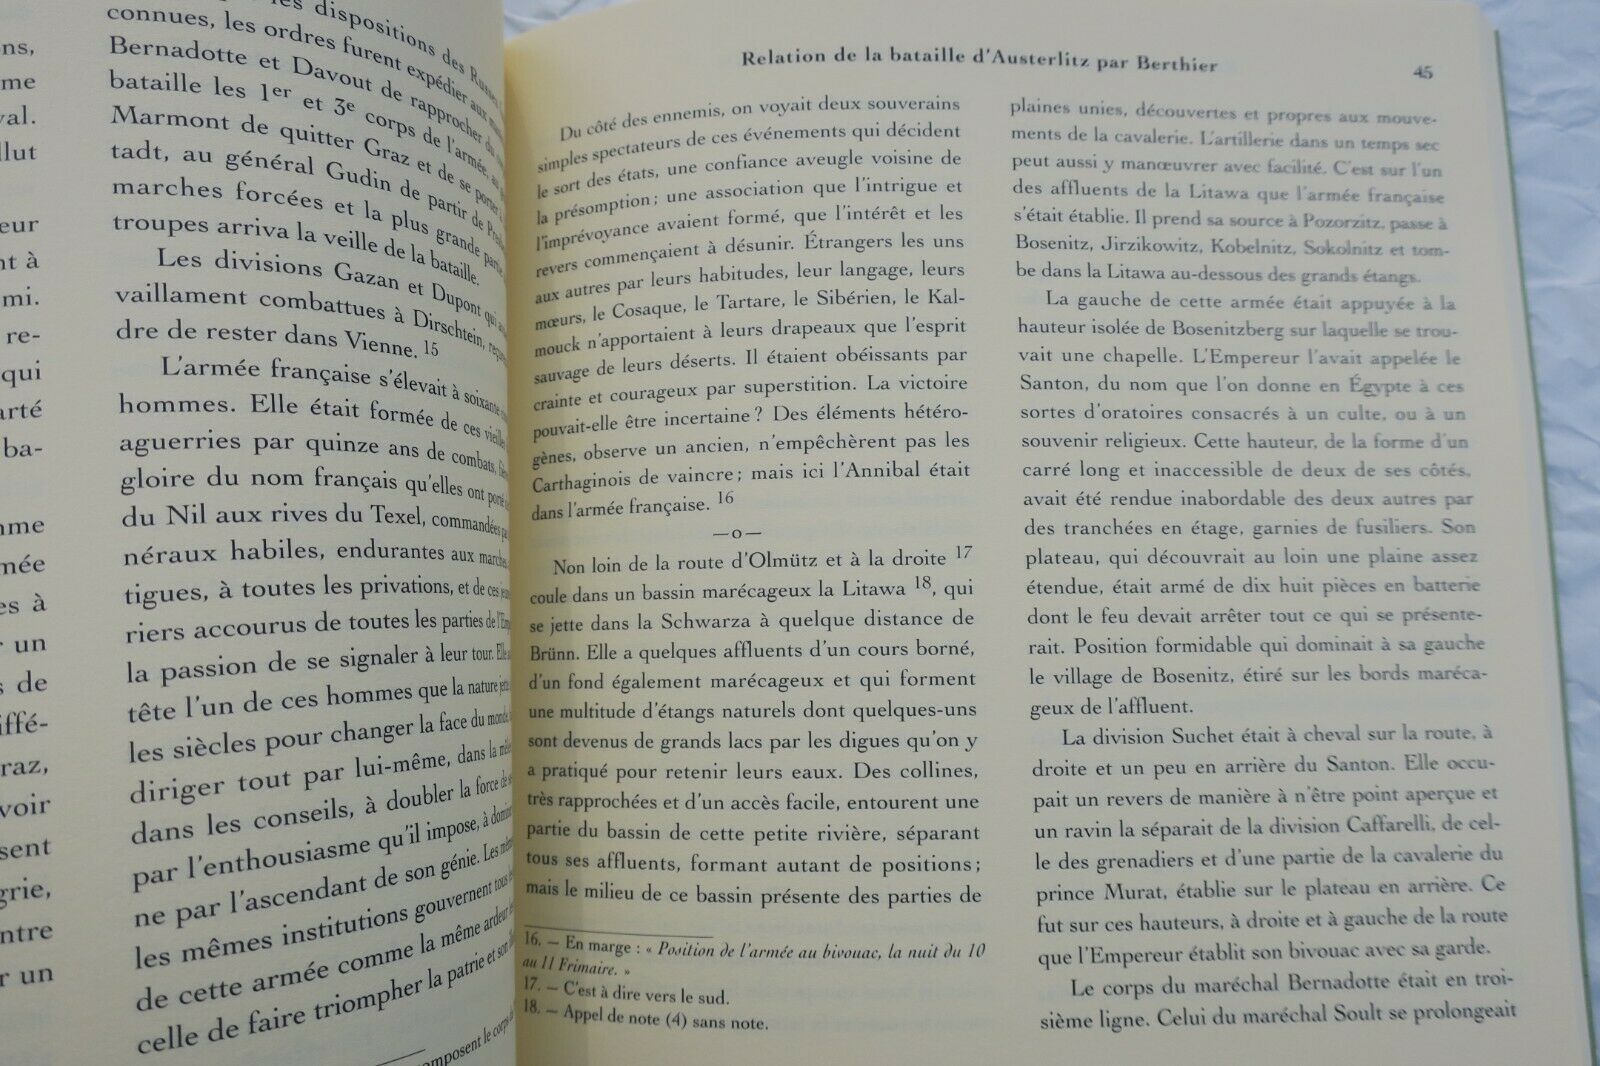 ons,
me
val.
llut
eur
nt à
mi.
re-
qui
arté
ba-
mme
mée
es à
r un
s de
iffé-
raz,
voir
sent
grie,
ntre
r un
les dispositions des
connues, les ordres furent expédier aux
Bernadotte et Davout de rapprocher du
bataille les 1er et 3e corps de l'armée, au
Marmont de quitter Graz et de se porter à
tadt, au général Gudin de partir de
marches forcées et la plus grande partie
troupes arriva la veille de la bataille.
Les divisions Gazan et Dupont qui
vaillament combattues à Dirschtein,
dre de rester dans Vienne. 15
L'armée française s'élevait à soixante
hommes. Elle était formée de ces vieilles
aguerries par quinze ans de combats,
gloire du nom français qu'elles ont porté
du Nil aux rives du Texel, commandées
néraux habiles, endurantes aux marches
tigues, à toutes les privations, et de ces
riers accourus de toutes les parties de
la passion de se signaler à leur tour. Elle
tête l'un de ces hommes que la nature jette
les siècles pour changer la face du monde,
diriger tout par lui-même, dans la
dans les conseils, à doubler la force de
par l'enthousiasme qu'il impose, à
ne par l'ascendant de son génie. Les
les mêmes institutions gouvernent tous
de cette armée comme la même ardeur
celle de faire triompher la patrie et son
omposent le corps
Relation de la bataille d'Austerlitz par Berthier
45
Du côté des ennemis, on voyait deux souverains
simples spectateurs de ces événements qui décident
le sort des états, une confiance aveugle voisine de
la présomption ; une association que l'intrigue et
l'imprévoyance avaient formé, que l'intérêt et les
revers commençaient à désunir. Étrangers les uns
aux autres par leurs habitudes, leur langage, leurs
mœurs, le Cosaque, le Tartare, le Sibérien, le Kal-
mouck n'apportaient à leurs drapeaux que l'esprit
sauvage de leurs déserts. Il étaient obéissants par
crainte et courageux par superstition. La victoire
pouvait-elle être incertaine ? Des éléments hétéro-
gènes, observe un ancien, n'empêchèrent pas les
Carthaginois de vaincre ; mais ici l'Annibal était
dans l'armée française. 16
—o—
Non loin de la route d'Olmütz et à la droite 17
coule dans un bassin marécageux la Litawa 18, qui
se jette dans la Schwarza à quelque distance de
Brünn. Elle a quelques affluents d'un cours borné,
d'un fond également marécageux et qui forment
une multitude d'étangs naturels dont quelques-uns
sont devenus de grands lacs par les digues qu'on y
a pratiqué pour retenir leurs eaux. Des collines,
très rapprochées et d'un accès facile, entourent une
partie du bassin de cette petite rivière, séparant
tous ses affluents, formant autant de positions ;
mais le milieu de ce bassin présente des parties de
16. — En marge : « Position de l'armée au bivouac, la nuit du 10
au 11 Frimaire. »
17. — C'est à dire vers le sud.
18. — Appel de note (4) sans note.
plaines unies, découvertes et propres aux mouve-
ments de la cavalerie. L'artillerie dans un temps sec
peut aussi y manœuvrer avec facilité. C'est sur l'un
des affluents de la Litawa que l'armée française
s'était établie. Il prend sa source à Pozorzitz, passe à
Bosenitz, Jirzikowitz, Kobelnitz, Sokolnitz et tom-
be dans la Litawa au-dessous des grands étangs.
La gauche de cette armée était appuyée à la
hauteur isolée de Bosenitzberg sur laquelle se trou-
vait une chapelle. L'Empereur l'avait appelée le
Santon, du nom que l'on donne en Égypte à ces
sortes d'oratoires consacrés à un culte, ou à un
souvenir religieux. Cette hauteur, de la forme d'un
carré long et inaccessible de deux de ses côtés,
avait été rendue inabordable des deux autres par
des tranchées en étage, garnies de fusiliers. Son
plateau, qui découvrait au loin une plaine assez
étendue, était armé de dix huit pièces en batterie
dont le feu devait arrêter tout ce qui se présente-
rait. Position formidable qui dominait à sa gauche
le village de Bosenitz, étiré sur les bords maréca-
geux de l'affluent.
La division Suchet était à cheval sur la route, à
droite et un peu en arrière du Santon. Elle occu-
pait un revers de manière à n'être point aperçue et
un ravin la séparait de la division Caffarelli, de cel-
le des grenadiers et d'une partie de la cavalerie du
prince Murat, établie sur le plateau en arrière. Ce
fut sur ces hauteurs, à droite et à gauche de la route
que l'Empereur établit son bivouac avec sa garde.
Le corps du maréchal Bernadotte était en troi-
sième ligne. Celui du maréchal Soult se prolongeait